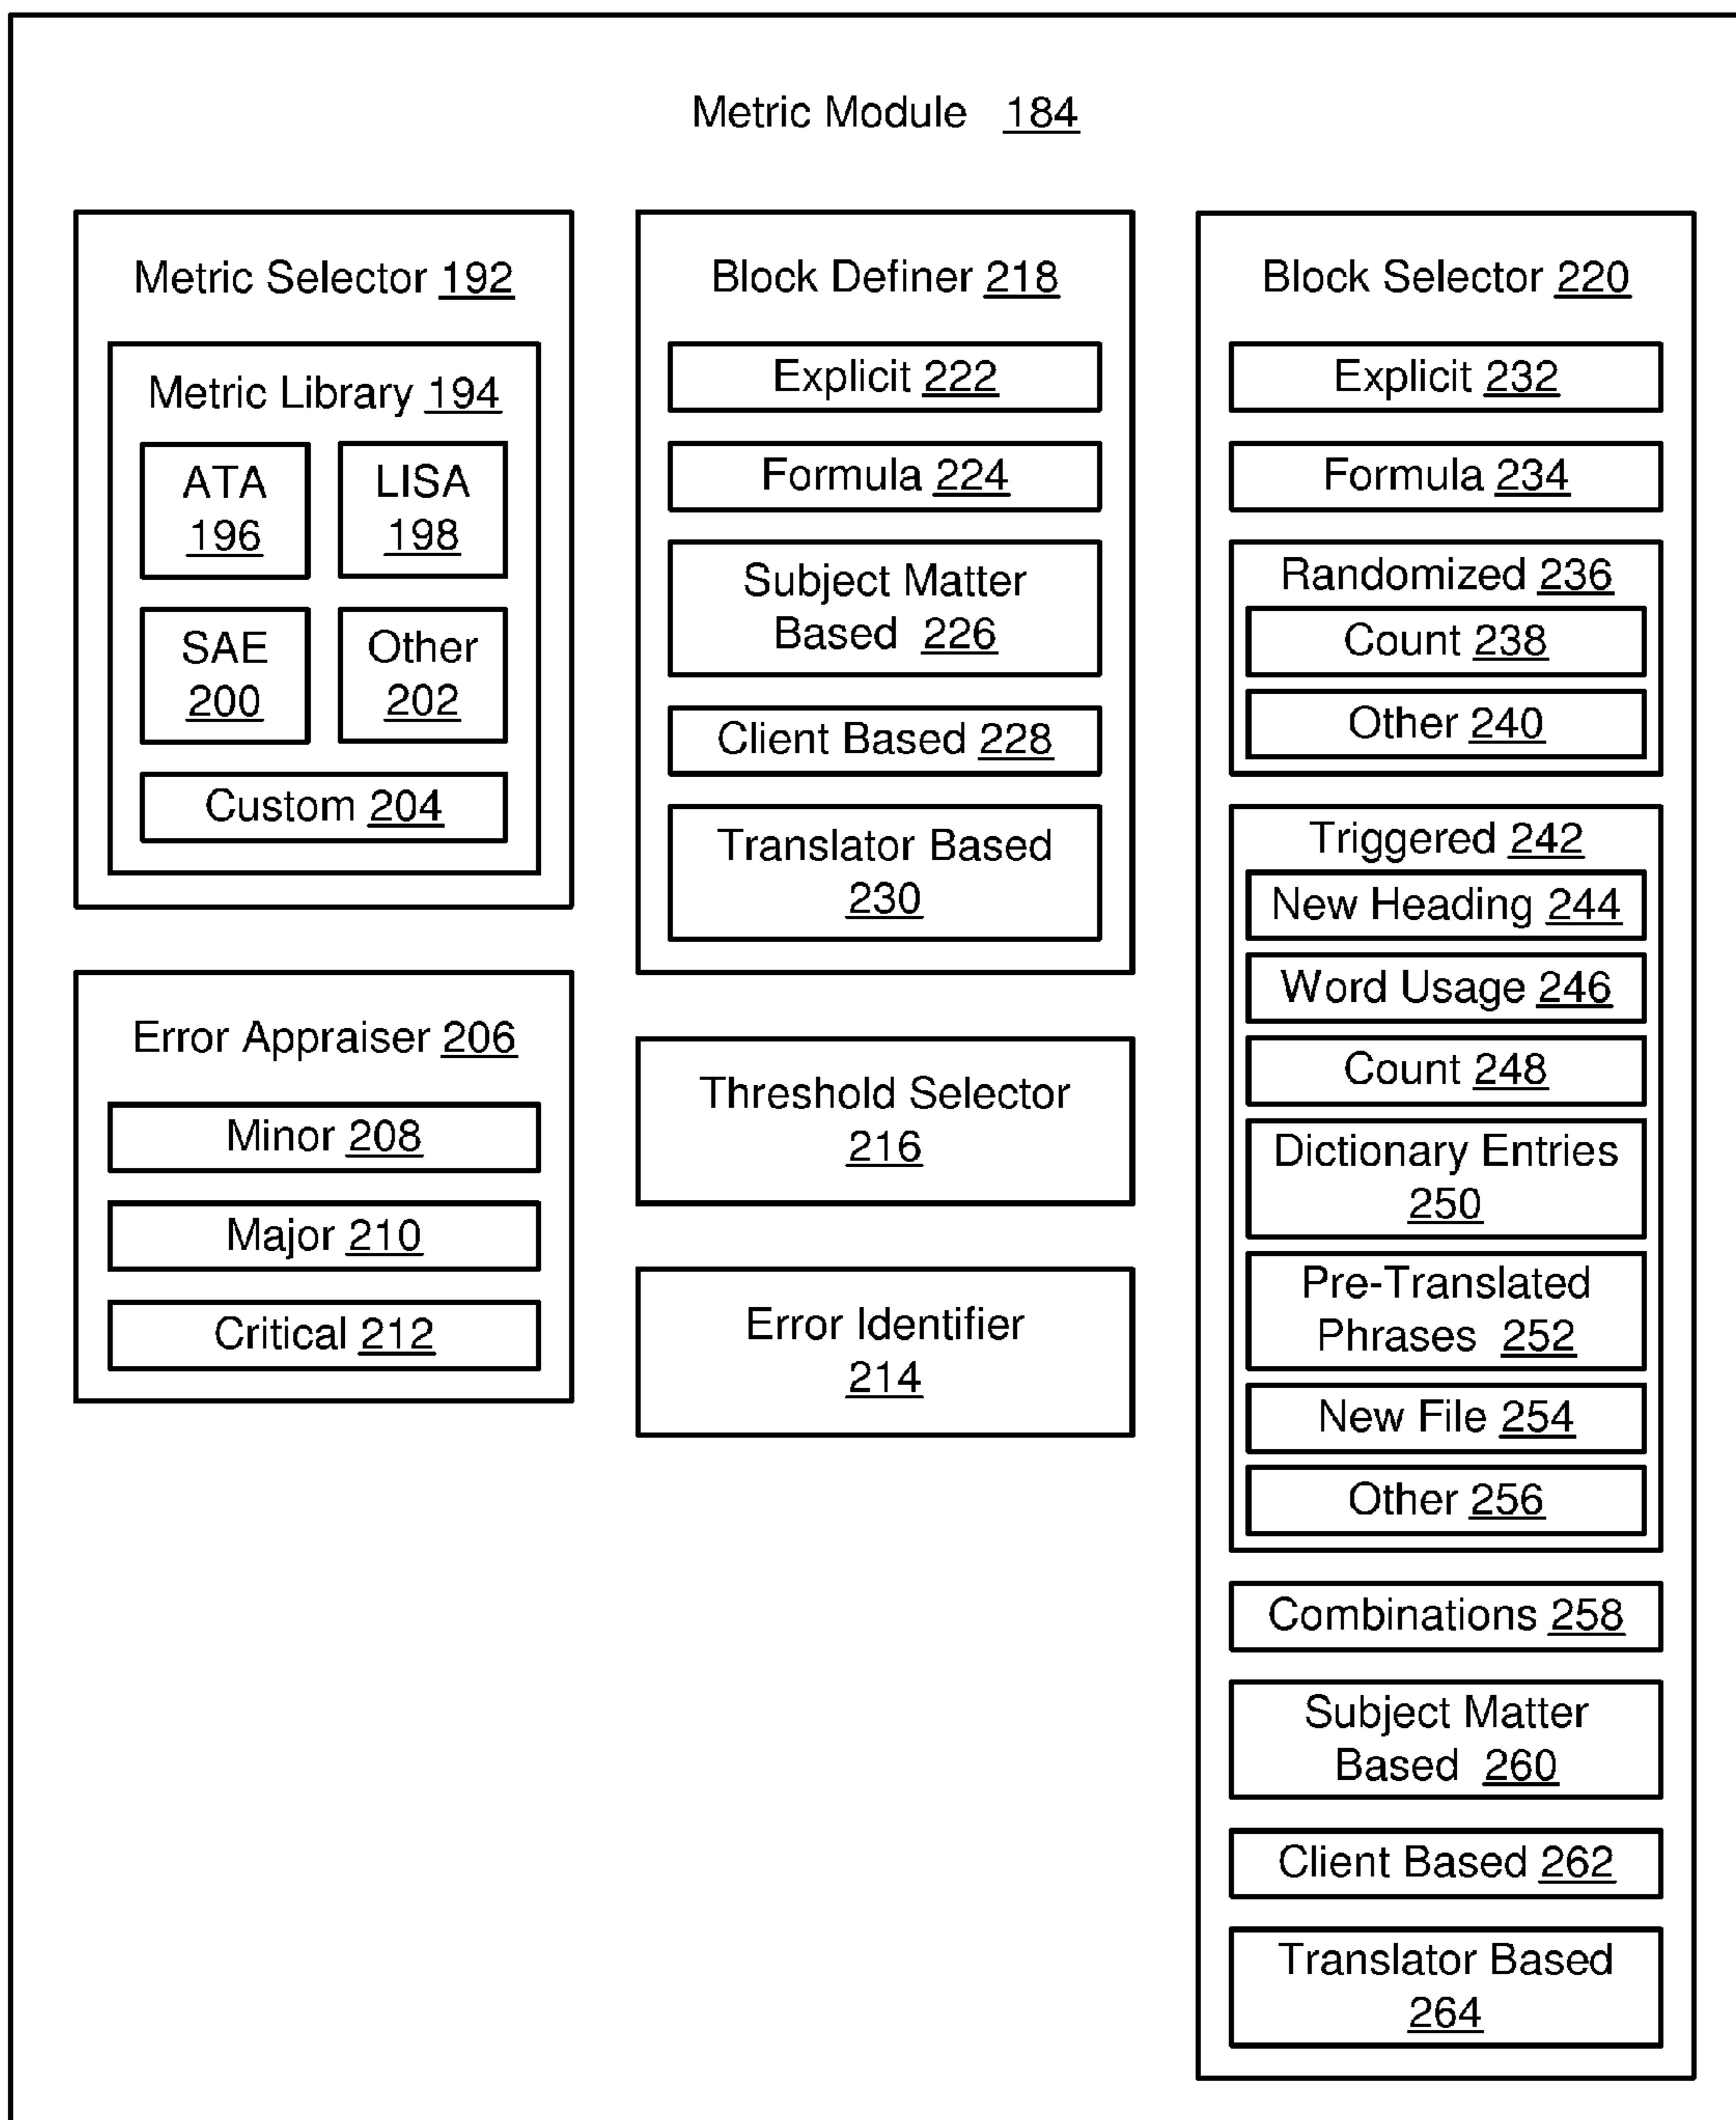 Metric Module 184
Metric Selector 192
Metric Library 194
ATA
196
LISA
198
SAE
200
Other
202
Custom 204
Error Appraiser 206
Minor 208
Major 210
Critical 212
Block Definer 218
Explicit 222
Formula 224
Subject Matter
Based 226
Client Based 228
Translator Based
230
Threshold Selector
216
Error Identifier
214
Block Selector 220
Explicit 232
Formula 234
Randomized 236
Count 238
Other 240
Triggered 242
New Heading 244
Word Usage 246
Count 248
Dictionary Entries
250
Pre-Translated
Phrases 252
New File 254
Other 256
Combinations 258
Subject Matter
Based 260
Client Based 262
Translator Based
264